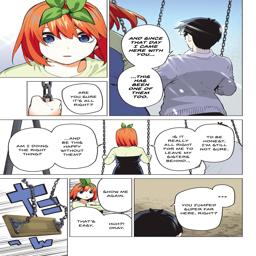 AND SINCE
THAT DAY I
CAME
HERE WITH
YOU...
...THIS
HAS
BEEN
ONE OF
THEM
TOO.
ARE
YOU SURE
IT'S ALL
RIGHT?
TO BE
HONEST,
I'M STILL
NOT SURE.
IS IT
REALLY
ALL RIGHT
FOR ME
TO LEAVE MY
SISTERS
BEHIND...
...AND
BE THIS
HAPPY
WITHOUT
THEM?
AM I DOING
THE RIGHT
THING?
...
YOU JUMPED
SUPER FAR
HERE, RIGHT?
SHOW ME
AGAIN.
HUH?!
OKAY.
THAT'S
EASY.